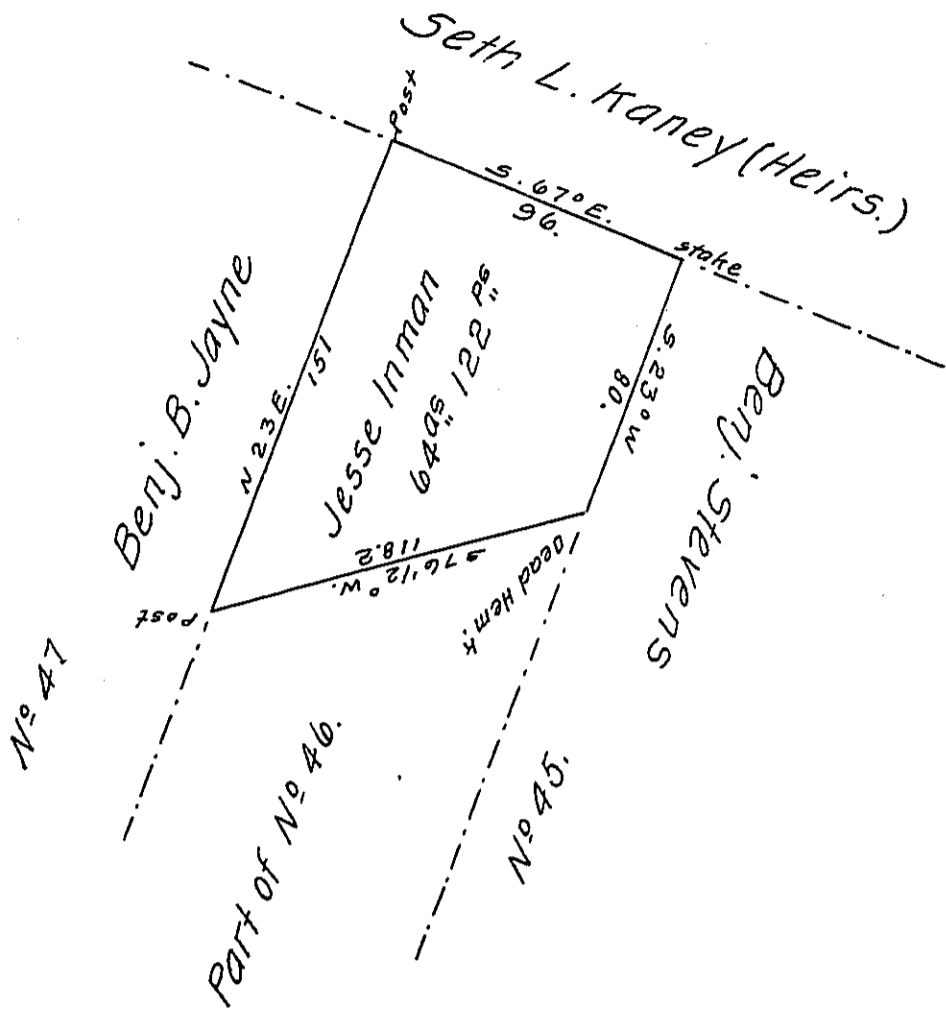 Seth L. Kaney (Heirs.)
Post
S. 67° E.
96.
stake
Benj. B. Jayne
N 23 E. 151
Jesse Inman
64 as 122 ps
" "
S. 23° W
80.
Benj. Stevens
S 76 1/2° W.
118.2
Dead Hemk
Post
Nº 47
Part of Nº 46.
Nº 45.